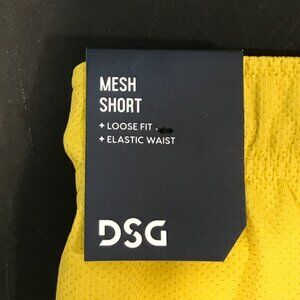 MESH
SHORT
+ LOOSE FIT
+ ELASTIC WAIST
DSG